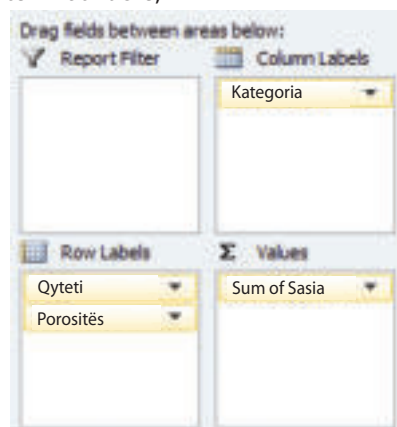 Drag fields between areas below:
Report Filter
Column Labels
Kategoria
Row Labels
Σ Values
Qyteti
Porositës
Sum of Sasia